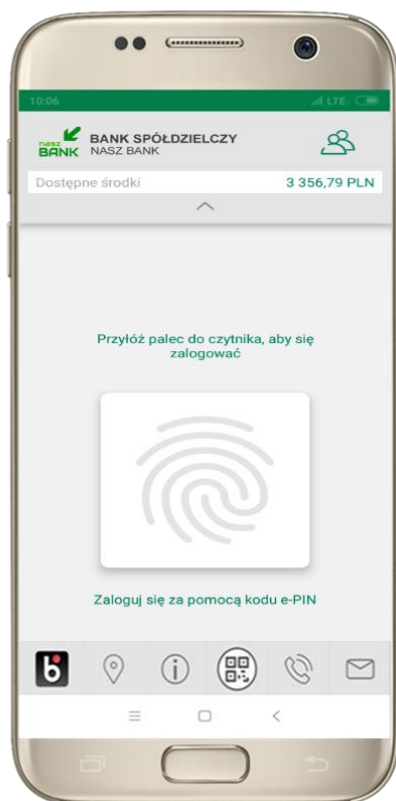 10:06 LTE
nasz BANK
BANK SPÓŁDZIELCZY
NASZ BANK
Dostępne środki 3 356,79 PLN
Przyłóż palec do czytnika, aby się
zalogować
Zaloguj się za pomocą kodu e-PIN